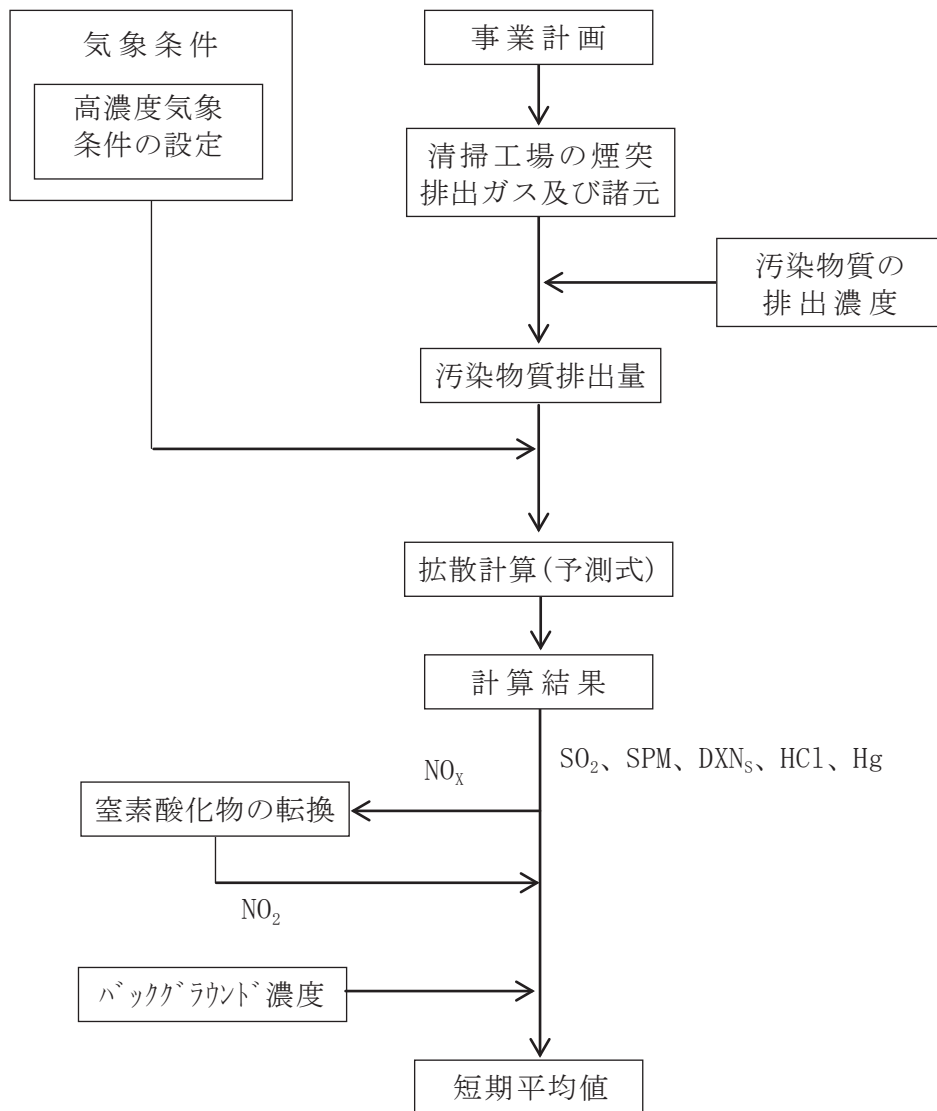 気象条件
高濃度気象
条件の設定
事業計画
清掃工場の煙突
排出ガス及び諸元
汚染物質の
排出濃度
汚染物質排出量
拡散計算(予測式)
計算結果
SO₂、SPM、DXNₛ、HCl、Hg
NOₓ
窒素酸化物の転換
NO₂
ﾊﾞｯｸｸﾞﾗｳﾝﾄﾞ濃度
短期平均値